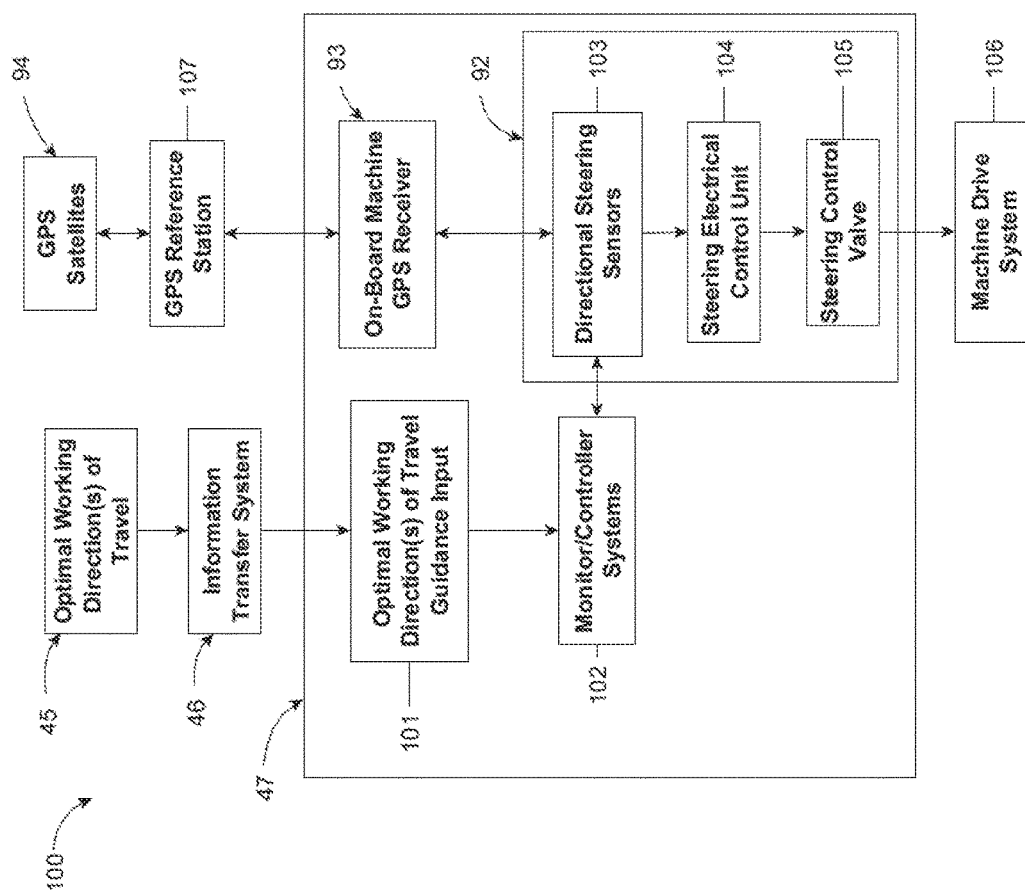 100
45
Optimal Working
Direction(s) of
Travel
46
Information
Transfer System
94
GPS
Satellites
107
GPS Reference
Station
47
101
Optimal Working
Direction(s) of Travel
Guidance Input
93
On-Board Machine
GPS Receiver
92
102
Monitor/Controller
Systems
103
Directional Steering
Sensors
104
Steering Electrical
Control Unit
105
Steering Control
Valve
106
Machine Drive
System